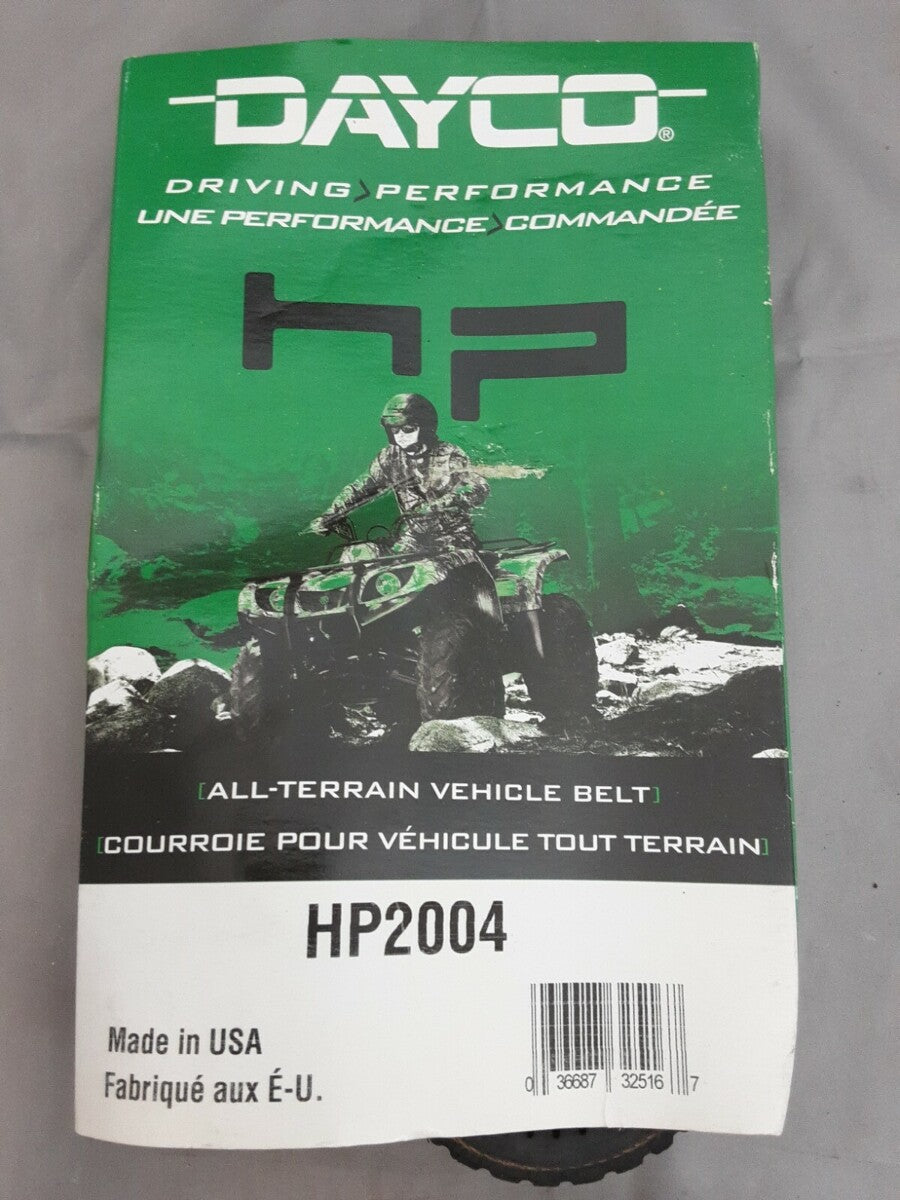 DAYCO®
DRIVING>PERFORMANCE
UNE PERFORMANCE>COMMANDÉE
hp
[ALL-TERRAIN VEHICLE BELT]
[COURROIE POUR VÉHICULE TOUT TERRAIN]
HP2004
Made in USA
Fabriqué aux É-U.
0 36687 32516 7